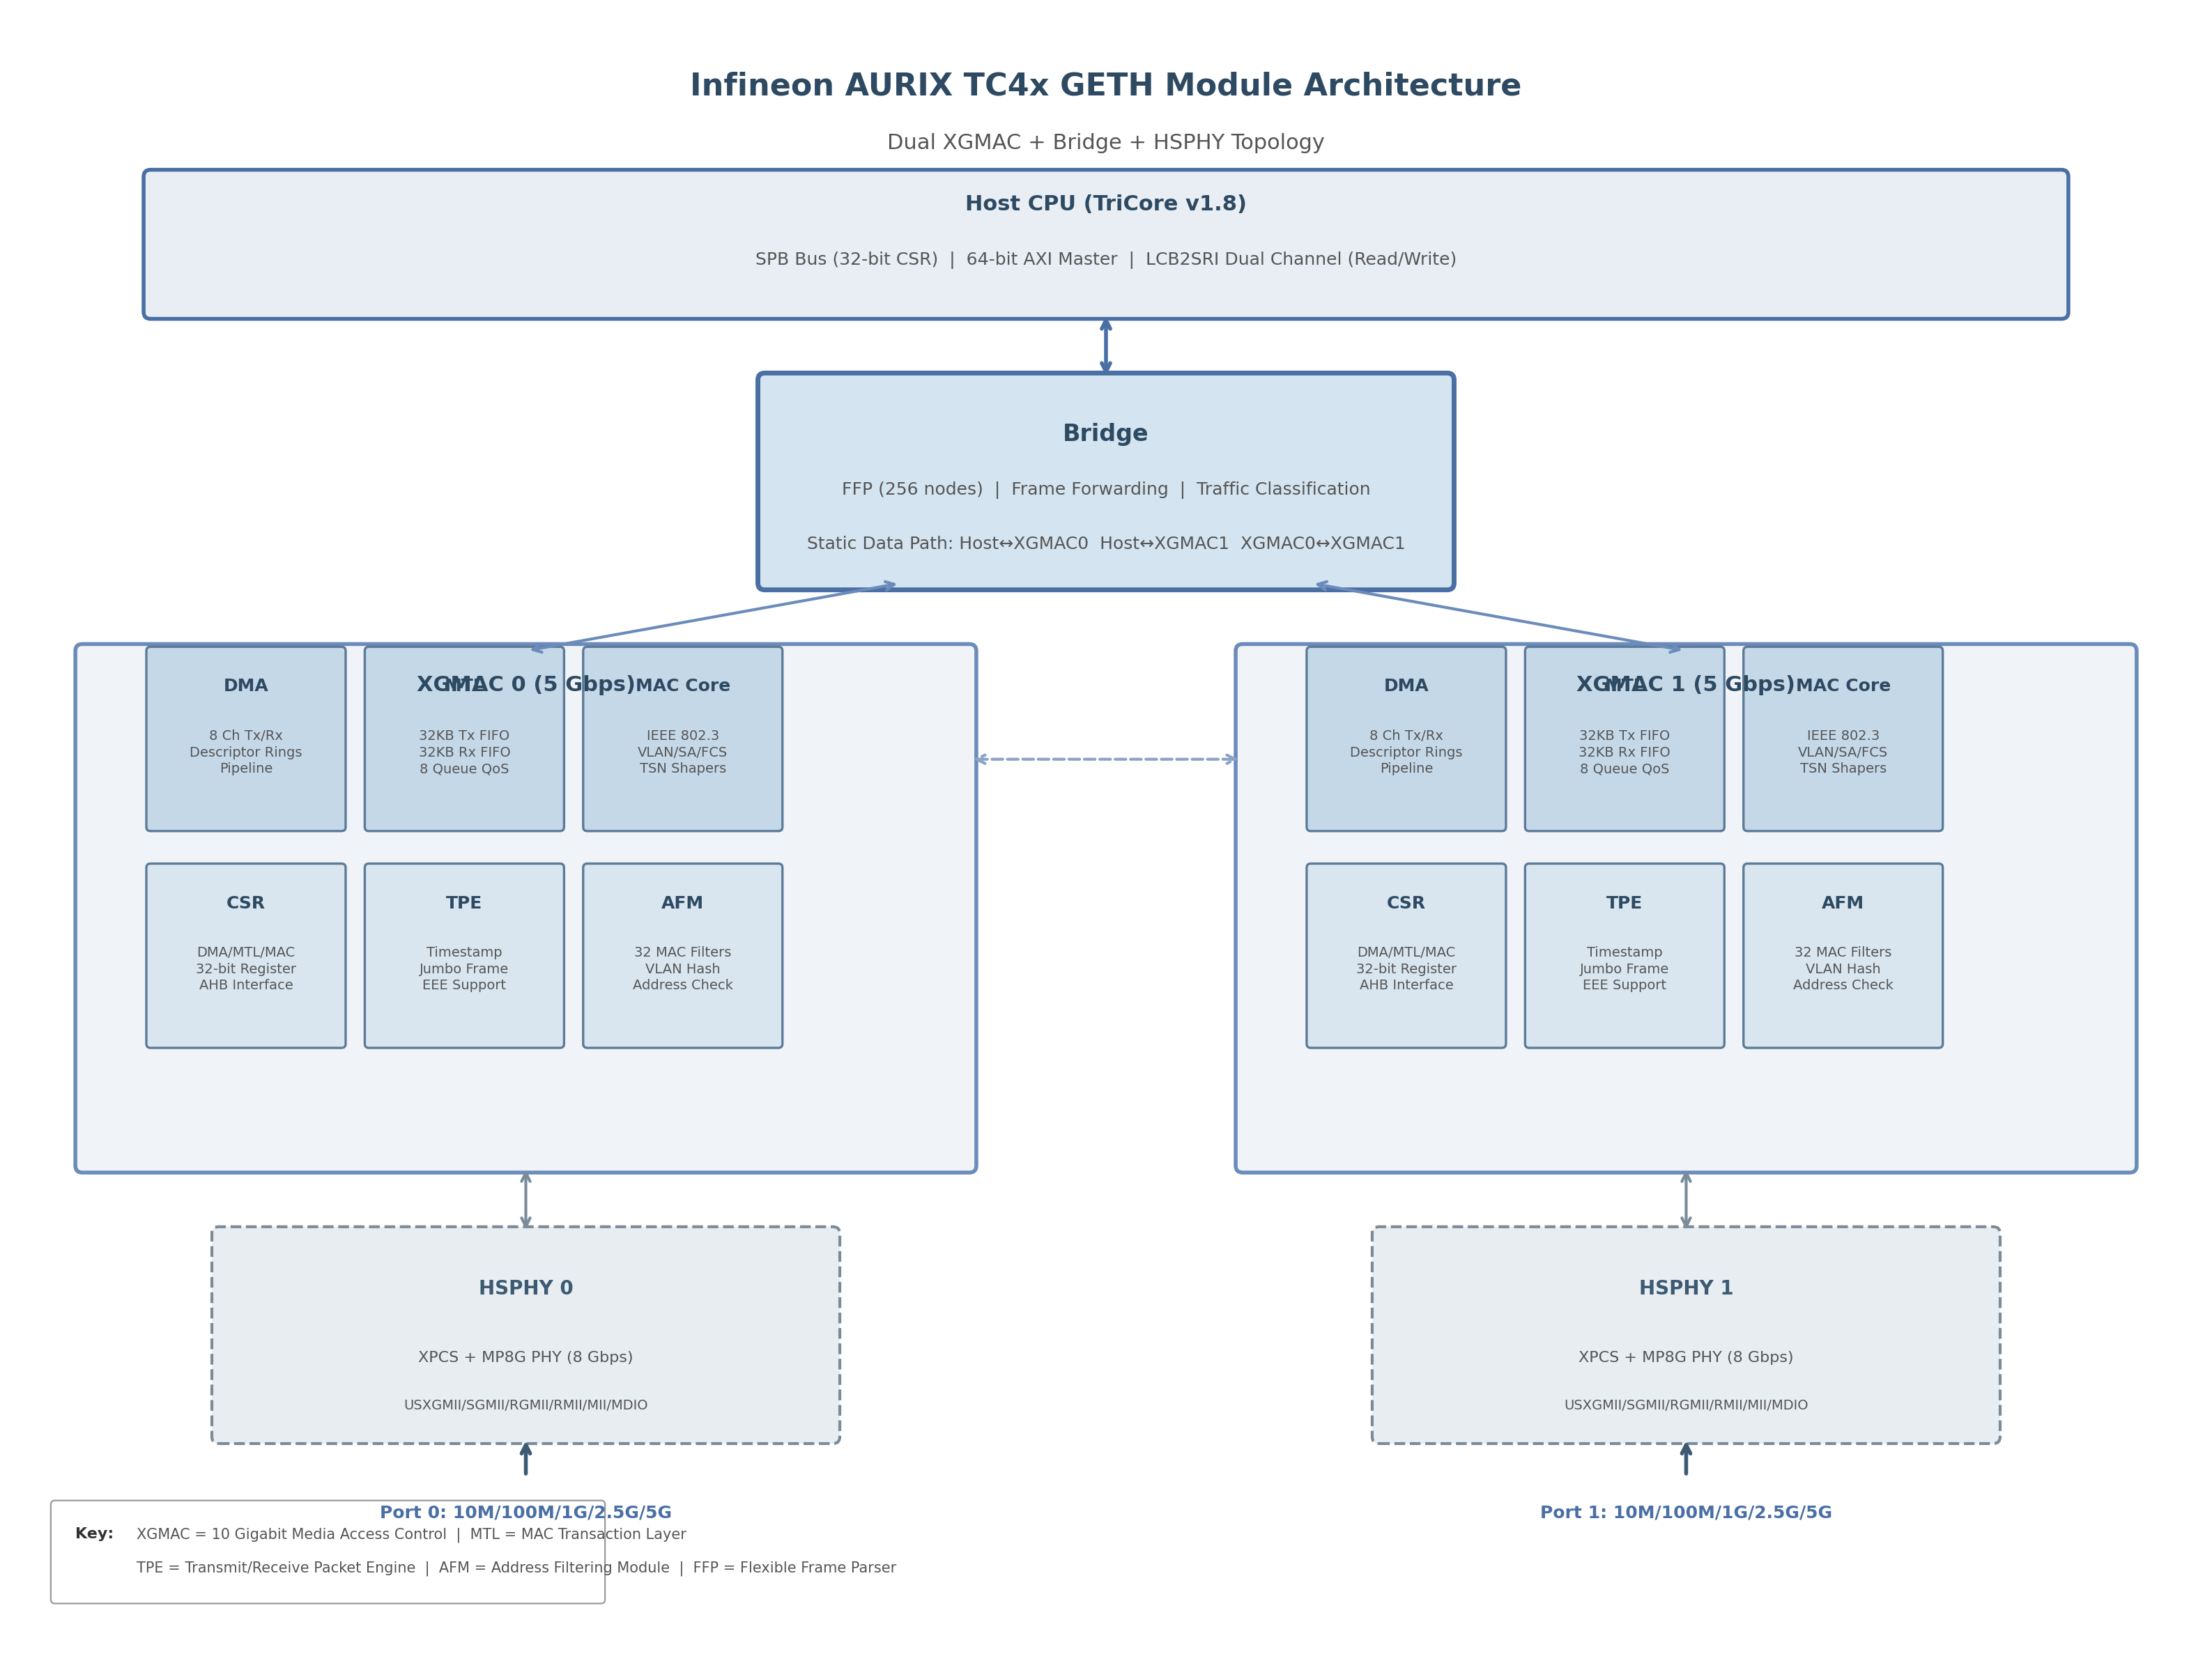 Infineon AURIX TC4x GETH Module Architecture
Dual XGMAC + Bridge + HSPHY Topology
Host CPU (TriCore v1.8)
SPB Bus (32-bit CSR) | 64-bit AXI Master | LCB2SRI Dual Channel (Read/Write)
Bridge
FFP (256 nodes) | Frame Forwarding | Traffic Classification
Static Data Path: Host↔XGMAC0 Host↔XGMAC1 XGMAC0↔XGMAC1
XGMAC 0 (5 Gbps)
DMA
8 Ch Tx/Rx
Descriptor Rings
Pipeline
MTL
32KB Tx FIFO
32KB Rx FIFO
8 Queue QoS
MAC Core
IEEE 802.3
VLAN/SA/FCS
TSN Shapers
CSR
DMA/MTL/MAC
32-bit Register
AHB Interface
TPE
Timestamp
Jumbo Frame
EEE Support
AFM
32 MAC Filters
VLAN Hash
Address Check
XGMAC 1 (5 Gbps)
DMA
8 Ch Tx/Rx
Descriptor Rings
Pipeline
MTL
32KB Tx FIFO
32KB Rx FIFO
8 Queue QoS
MAC Core
IEEE 802.3
VLAN/SA/FCS
TSN Shapers
CSR
DMA/MTL/MAC
32-bit Register
AHB Interface
TPE
Timestamp
Jumbo Frame
EEE Support
AFM
32 MAC Filters
VLAN Hash
Address Check
HSPHY 0
XPCS + MP8G PHY (8 Gbps)
USXGMII/SGMII/RGMII/RMII/MII/MDIO
Port 0: 10M/100M/1G/2.5G/5G
HSPHY 1
XPCS + MP8G PHY (8 Gbps)
USXGMII/SGMII/RGMII/RMII/MII/MDIO
Port 1: 10M/100M/1G/2.5G/5G
Key: XGMAC = 10 Gigabit Media Access Control | MTL = MAC Transaction Layer
TPE = Transmit/Receive Packet Engine | AFM = Address Filtering Module | FFP = Flexible Frame Parser